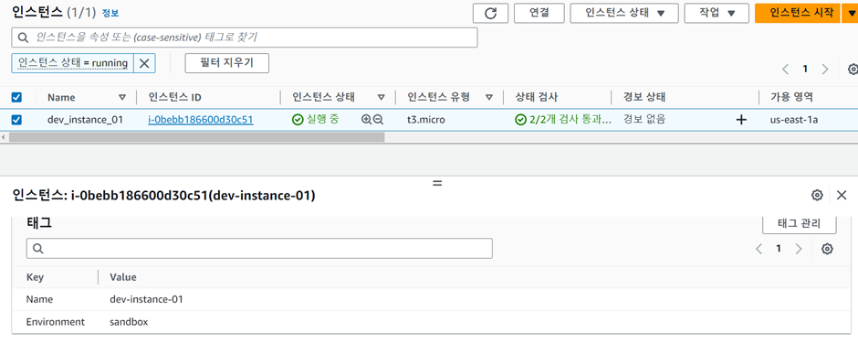 인스턴스 (1/1) 정보 연결 인스턴스 상태 ▼ 작업 ▼ 인스턴스 시작 ▼
인스턴스을 속성 또는 (case-sensitive) 태그로 찾기
인스턴스 상태 = running × 필터 지우기
< 1 >
Name 인스턴스 ID 인스턴스 상태 인스턴스 유형 상태 검사 경보 상태 가용 영역
dev_instance_01 i-0bebb186600d30c51 실행 중 t3.micro 2/2개 검사 통과... 경보 없음 + us-east-1a
인스턴스: i-0bebb186600d30c51(dev-instance-01)
태그 태그 관리
< 1 >
Key Value
Name dev-instance-01
Environment sandbox